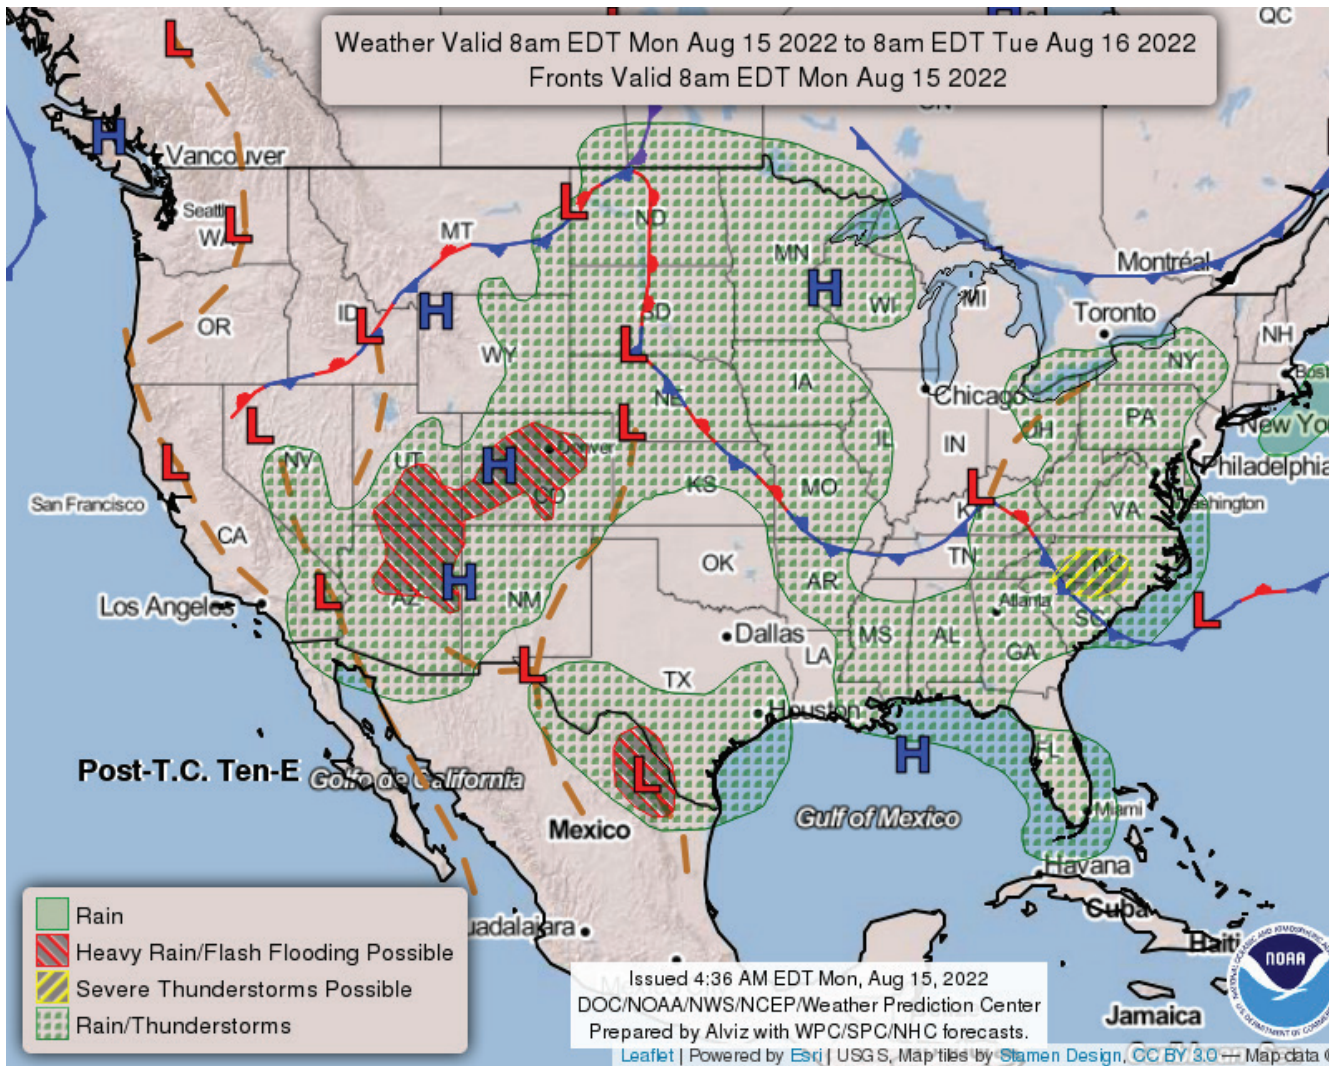 QC
Weather Valid 8am EDT Mon Aug 15 2022 to 8am EDT Tue Aug 16 2022
Fronts Valid 8am EDT Mon Aug 15 2022
L
H
H
Vancouver
L
Seattle
WA
L
MT
ND
MN
Montréal
H
WI
MI
H
OR
ID
L
SD
Toronto
NH
L
WY
NY
Chicago
IA
NE
PA
L
L
OH
New Yo
IL
IN
Denver
NV
UT
H
L
Philadelphia
San Francisco
CO
KS
MO
L
KY
VA
Washington
CA
TN
OK
NC
AR
H
Los Angeles
L
AZ
NM
Atlanta
SC
L
Dallas
MS
AL
LA
GA
L
TX
Houston
H
FL
Post-T.C. Ten-E
Golfo de California
L
Miami
Gulf of Mexico
Mexico
Havana
Cuba
Rain
Heavy Rain/Flash Flooding Possible
Severe Thunderstorms Possible
Rain/Thunderstorms
uadalajara
Haiti
NOAA
Issued 4:36 AM EDT Mon, Aug 15, 2022
DOC/NOAA/NWS/NCEP/Weather Prediction Center
Prepared by Alviz with WPC/SPC/NHC forecasts.
Jamaica
Leaflet | Powered by Esri | USGS, Map tiles by Stamen Design, CC BY 3.0 — Map data ©